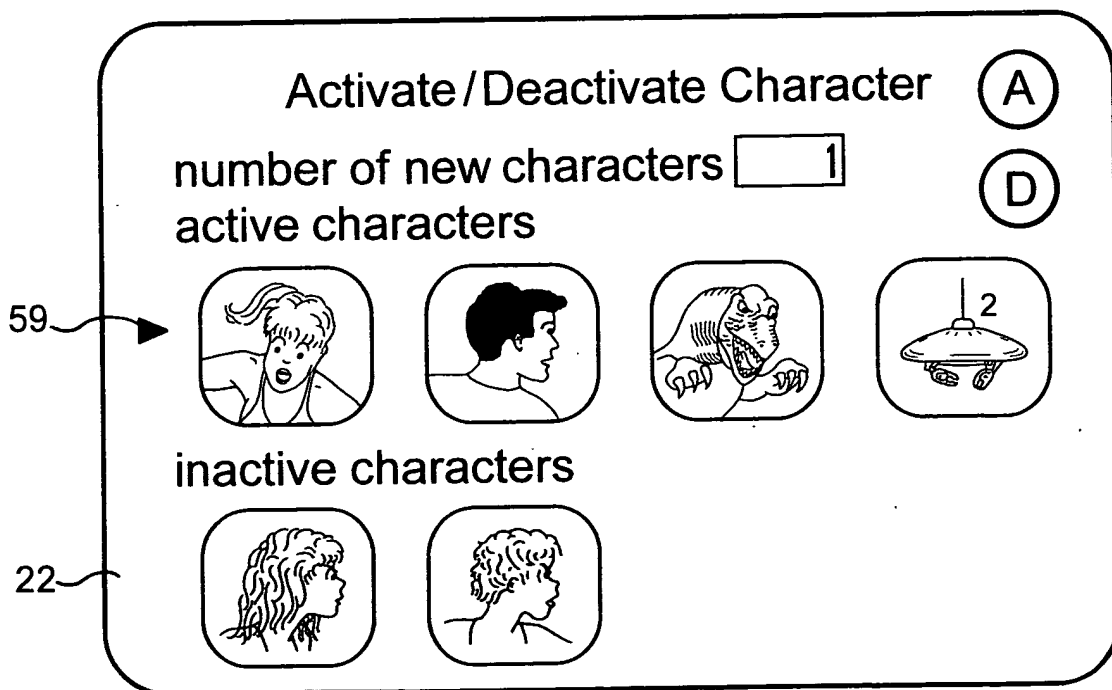 Activate/Deactivate Character A
number of new characters 1
D
active characters
59
2
inactive characters
22